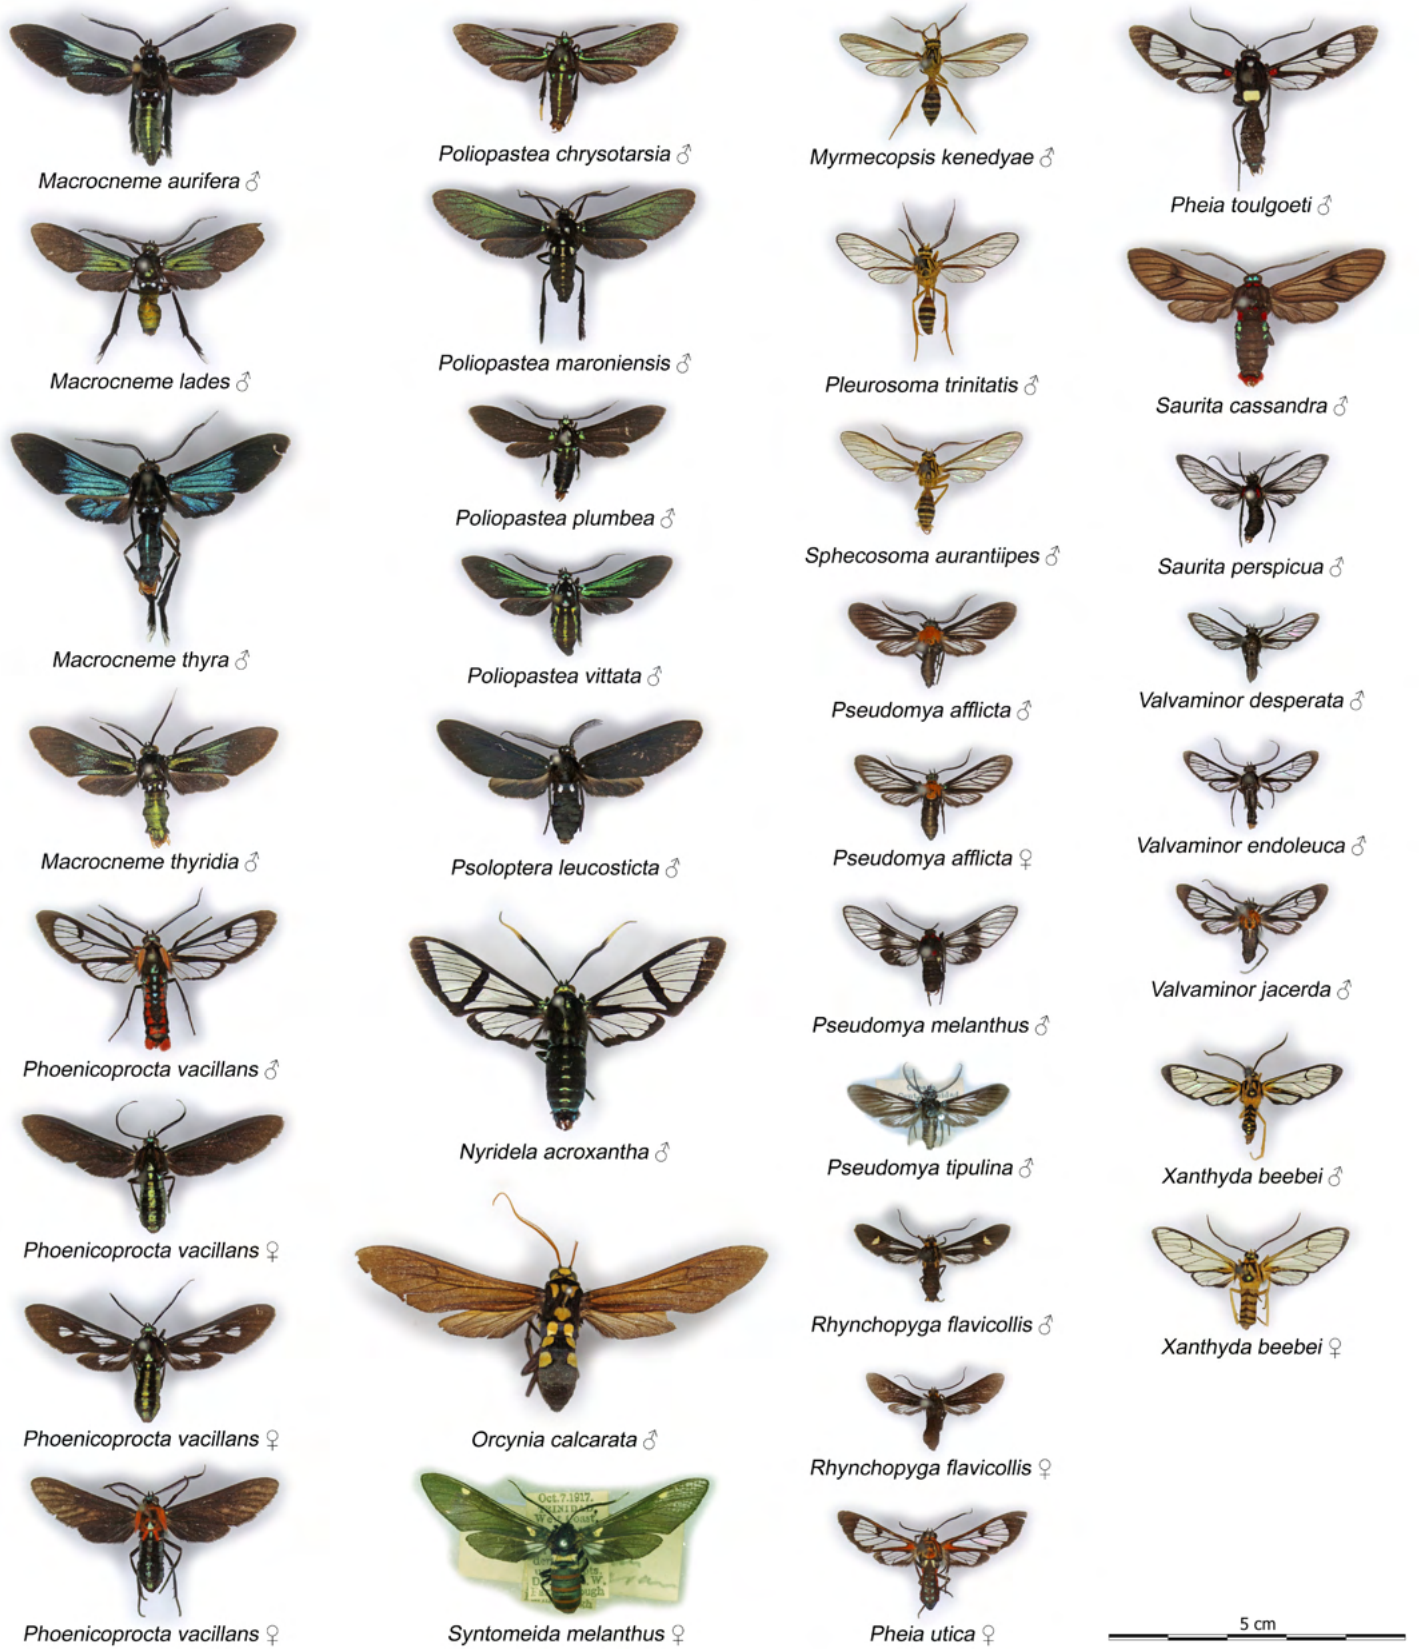 Macrocneme aurifera ♂
Macrocneme lades ♂
Macrocneme thyra ♂
Macrocneme thyridia ♂
Phoenicoprocta vacillans ♂
Phoenicoprocta vacillans ♀
Phoenicoprocta vacillans ♀
Phoenicoprocta vacillans ♀
Poliopastea chrysotarsia ♂
Poliopastea maroniensis ♂
Poliopastea plumbea ♂
Poliopastea vittata ♂
Psoloptera leucosticta ♂
Nyridela acroxantha ♂
Orcynia calcarata ♂
Oct.7.1917.
TRINIDAD,
We oast,
Syntomeida melanthus ♀
Myrmecopsis kenedyae ♂
Pleurosoma trinitatis ♂
Sphecosoma aurantiipes ♂
Pseudomya afflicta ♂
Pseudomya afflicta ♀
Pseudomya melanthus ♂
Pseudomya tipulina ♂
Rhynchopyga flavicollis ♂
Rhynchopyga flavicollis ♀
Pheia utica ♀
Pheia toulgoeti ♂
Saurita cassandra ♂
Saurita perspicua ♂
Valvaminor desperata ♂
Valvaminor endoleuca ♂
Valvaminor jacerda ♂
Xanthyda beebei ♂
Xanthyda beebei ♀
5 cm